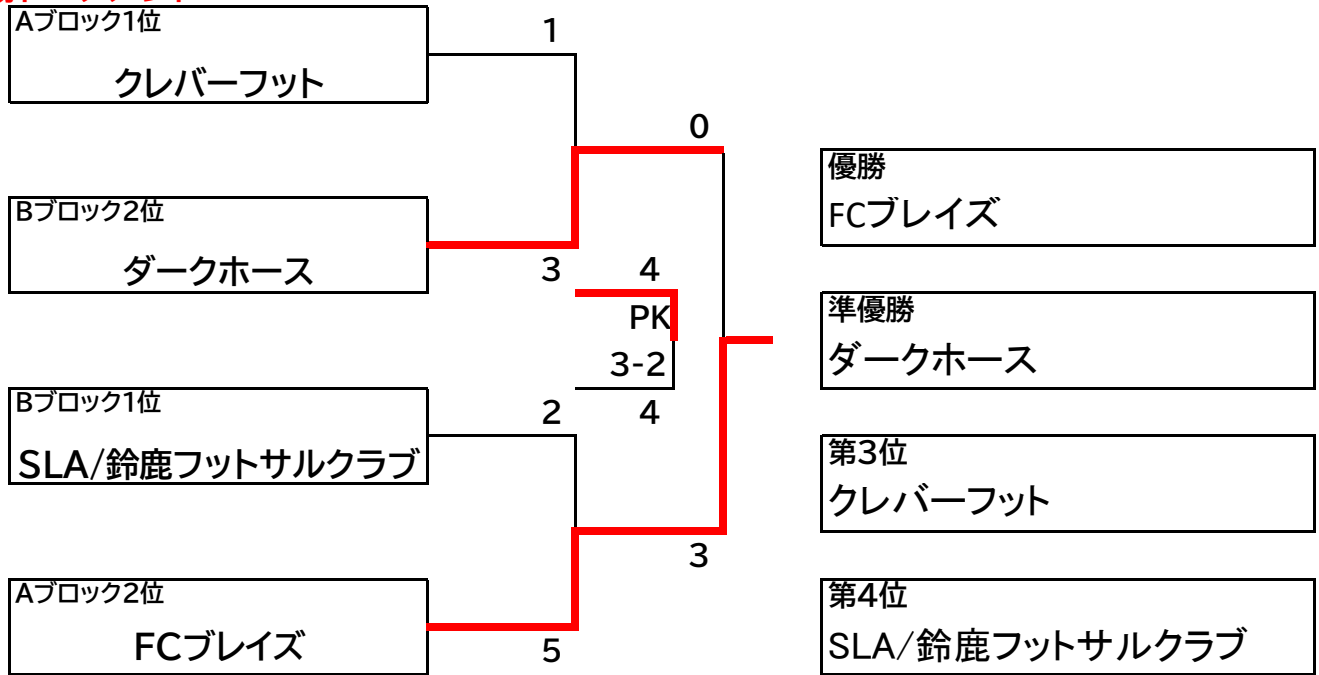 Aブロック1位
クレバーフット
1
0
Bブロック2位
ダークホース
3
4
PK
3-2
4
Bブロック1位
SLA/鈴鹿フットサルクラブ
2
3
Aブロック2位
FCブレイズ
5
優勝
FCブレイズ
準優勝
ダークホース
第3位
クレバーフット
第4位
SLA/鈴鹿フットサルクラブ